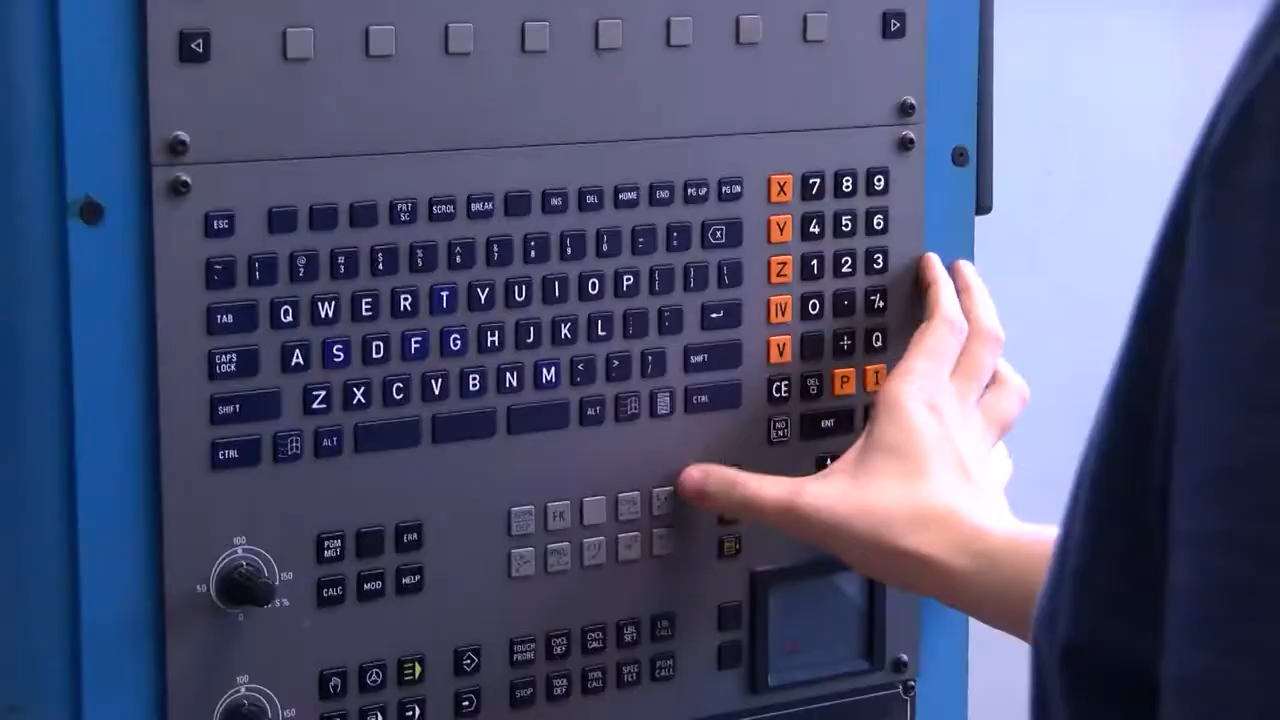 ESC PRT SC SCROLL BREAK INS DEL HOME END PG UP PG DN X 7 8 9
~ ! @ 2 # 3 $ 4 % 5 ^ 6 & 7 * 8 ( 9 ) 0 - = Y 4 5 6
TAB Q W E R T Y U I O P [ ] \ Z 1 2 3
CAPS LOCK A S D F G H J K L ; ' IV 0 . -/+
SHIFT Z X C V B N M < > / SHIFT V + Q
CTRL ALT ALT CTRL CE DEL P I
NO ENT ENT
FK
PGM MGT ERR
CALC MOD HELP
100
50 150
0
S %
TOUCH PROBE CYCL DEF CYCL CALL LBL SET LBL CALL
STOP TOOL DEF TOOL CALL SPEC FCT PGM CALL
100
150